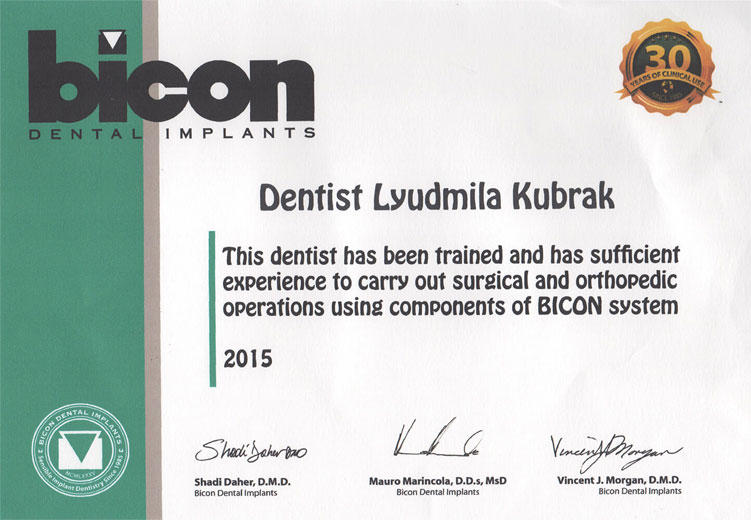 bicon
DENTAL IMPLANTS
30
YEARS OF CLINICAL USE
SINCE 1985
Dentist Lyudmila Kubrak
This dentist has been trained and has sufficient
experience to carry out surgical and orthopedic
operations using components of BICON system
2015
BICON DENTAL IMPLANTS
MCMLXXXV
Sensible Implant Dentistry Since 1985
Shadi Daher DMD
Shadi Daher, D.M.D.
Bicon Dental Implants
Mauro Marincola, D.D.s, MsD
Bicon Dental Implants
Vincent J Morgan
Vincent J. Morgan, D.M.D.
Bicon Dental Implants